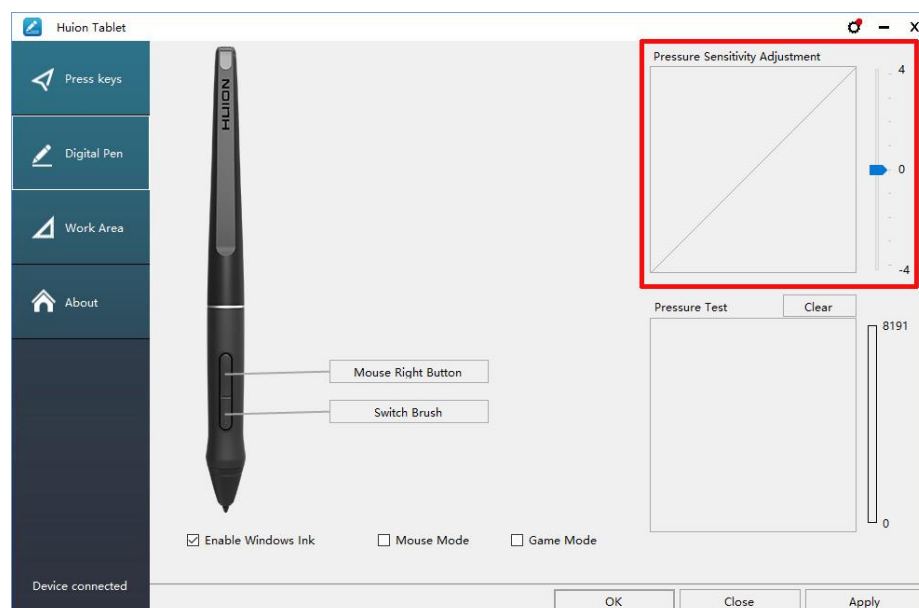 Huion Tablet
Press keys
Digital Pen
Work Area
About
Device connected
HUION
Mouse Right Button
Switch Brush
Enable Windows Ink
Mouse Mode
Game Mode
Pressure Sensitivity Adjustment
4
0
-4
Pressure Test
Clear
8191
0
OK
Close
Apply